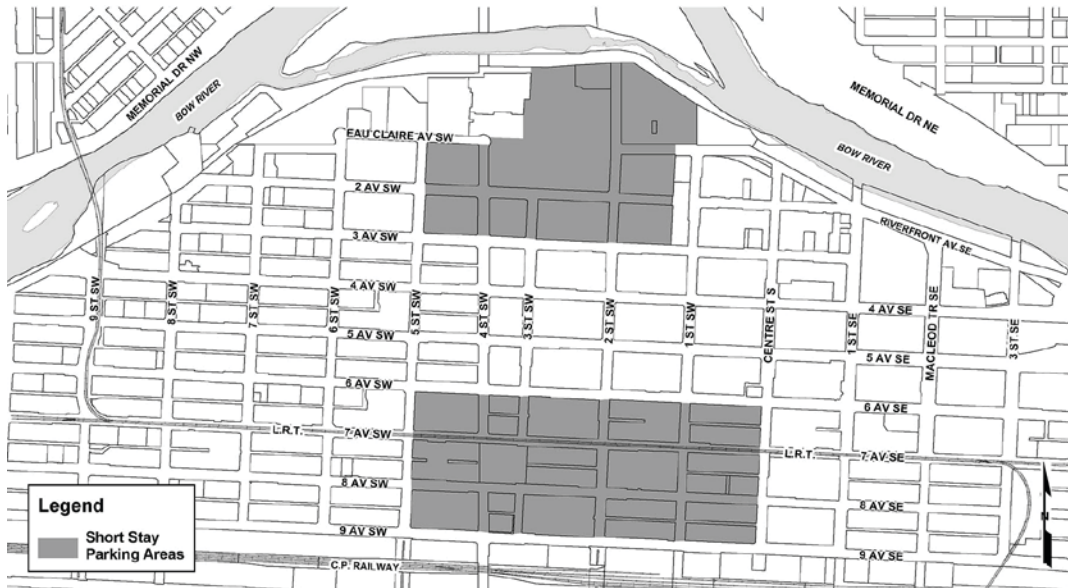 MEMORIAL DR NW
BOW RIVER
MEMORIAL DR NE
BOW RIVER
EAU CLAIRE AV SW
2 AV SW
3 AV SW
RIVERFRONT AV SE
4 AV SW
9 ST SW
8 ST SW
7 ST SW
6 ST SW
5 ST SW
4 ST SW
3 ST SW
2 ST SW
1 ST SW
CENTRE ST S
1 ST SE
MACLEOD TR SE
3 ST SE
4 AV SE
5 AV SW
5 AV SE
6 AV SW
6 AV SE
L.R.T.
7 AV SW
L.R.T.
7 AV SE
8 AV SW
8 AV SE
9 AV SW
9 AV SE
C.P. RAILWAY
N
Legend
Short Stay
Parking Areas